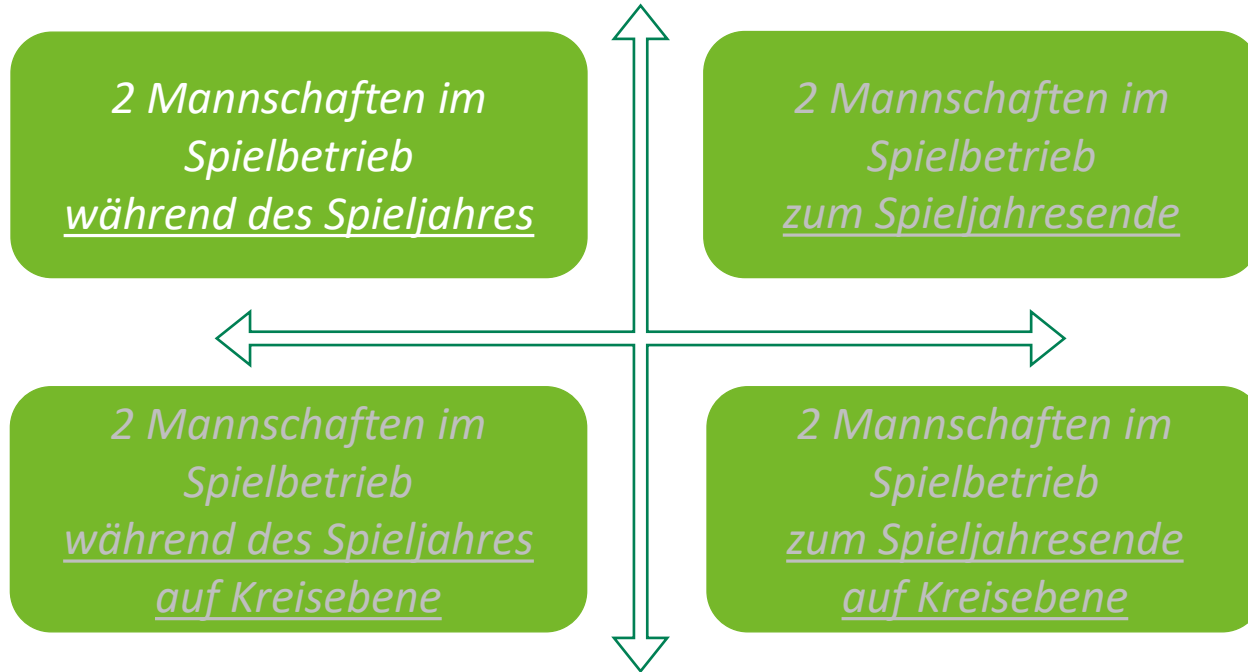 2 Mannschaften im
Spielbetrieb
während des Spieljahres
2 Mannschaften im
Spielbetrieb
zum Spieljahresende
2 Mannschaften im
Spielbetrieb
während des Spieljahres
auf Kreisebene
2 Mannschaften im
Spielbetrieb
zum Spieljahresende
auf Kreisebene